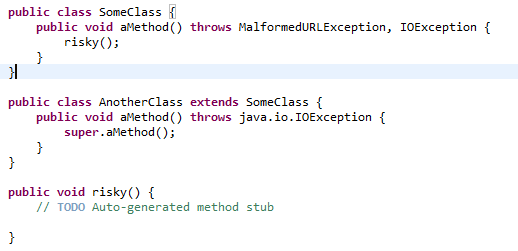 public class SomeClass {
    public void aMethod() throws MalformedURLException, IOException {
        risky();
    }
}
public class AnotherClass extends SomeClass {
    public void aMethod() throws java.io.IOException {
        super.aMethod();
    }
}
public void risky() {
    // TODO Auto-generated method stub
}